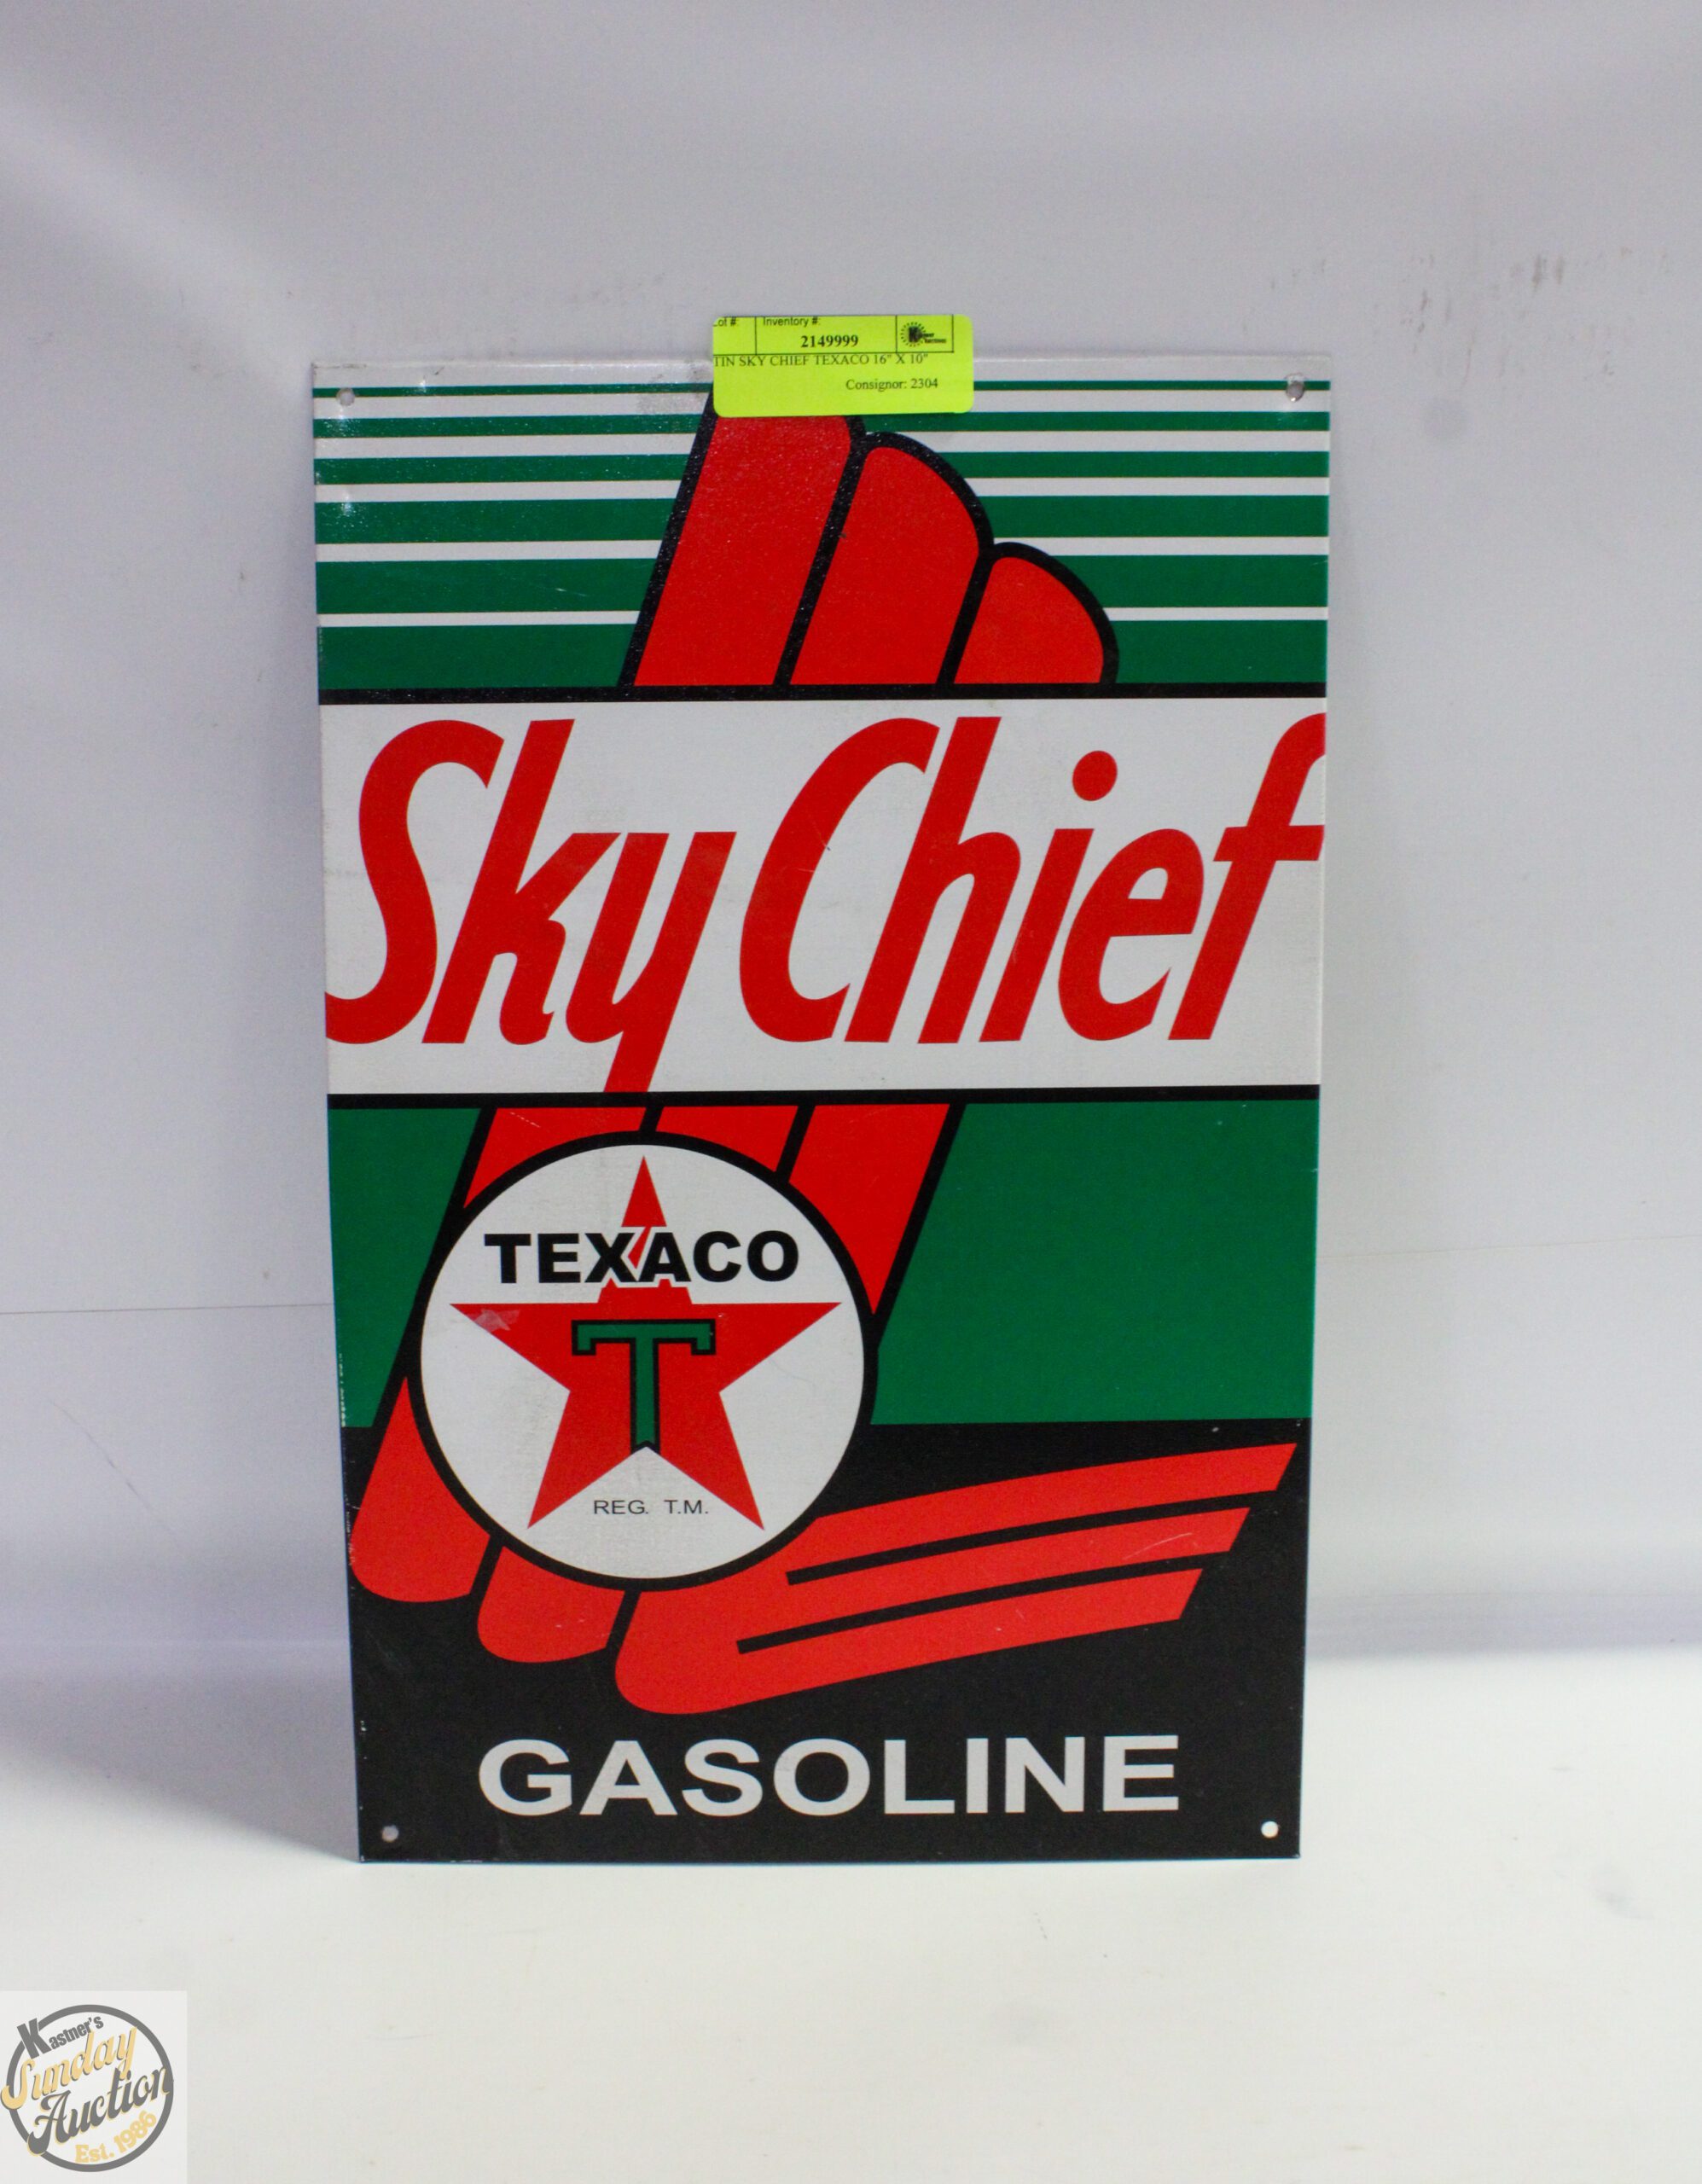 Lot #: Inventory #:
2149999
TIN SKY CHIEF TEXACO 16" X 10"
Consignor: 2304
Sky Chief
TEXACO
T
REG. T.M.
GASOLINE
Kastner's
Sunday
Auction
Est. 1986